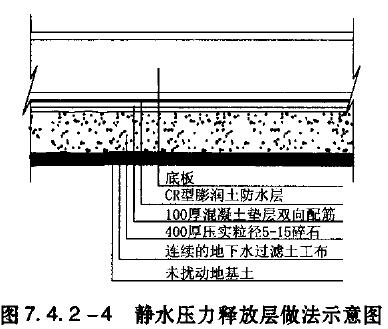 底板
CR型膨润土防水层
100厚混凝土垫层双向配筋
400厚压实粒径5-15碎石
连续的地下水过滤土工布
未扰动地基土
图7.4.2-4 静水压力释放层做法示意图